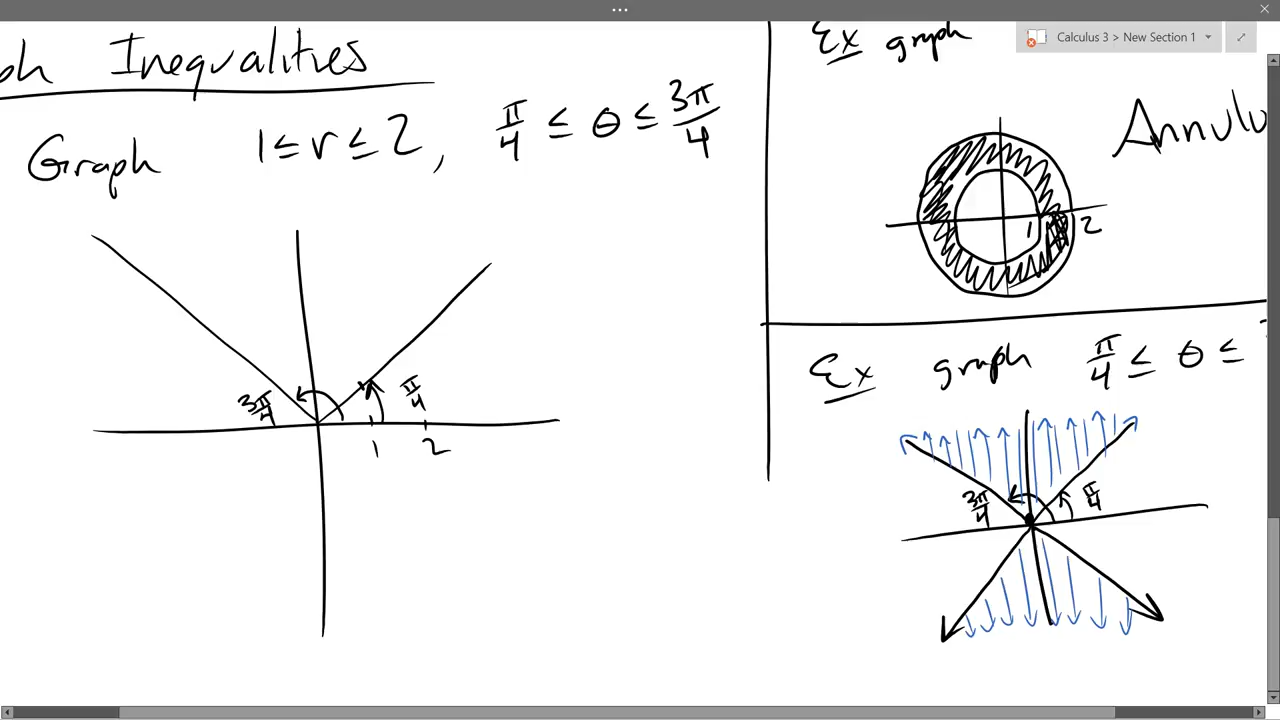 Calculus 3 > New Section 1
ph Inequalities
Graph 1 ≤ r ≤ 2, π/4 ≤ θ ≤ 3π/4
3π/4 π/4
1 2
Ex graph
Annulu
1 2
Ex graph π/4 ≤ θ ≤
3π/4 π/4